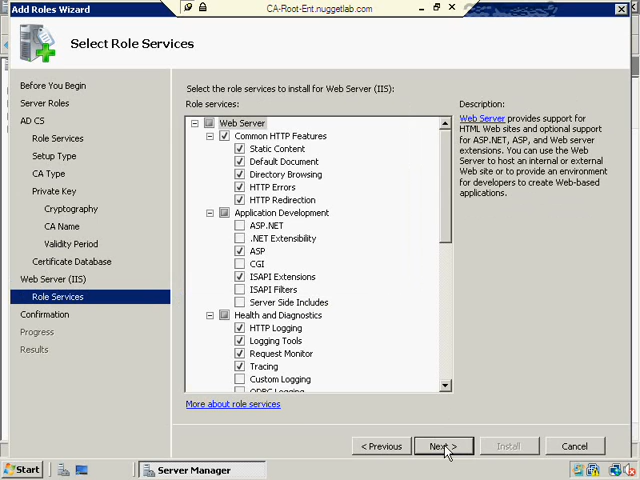 Add Roles Wizard
CA-Root-Ent.nuggetlab.com
Select Role Services
Before You Begin
Server Roles
AD CS
Role Services
Setup Type
CA Type
Private Key
Cryptography
CA Name
Validity Period
Certificate Database
Web Server (IIS)
Role Services
Confirmation
Progress
Results
Select the role services to install for Web Server (IIS):
Role services:
Web Server
Common HTTP Features
Static Content
Default Document
Directory Browsing
HTTP Errors
HTTP Redirection
Application Development
ASP.NET
.NET Extensibility
ASP
CGI
ISAPI Extensions
ISAPI Filters
Server Side Includes
Health and Diagnostics
HTTP Logging
Logging Tools
Request Monitor
Tracing
Custom Logging
ODBC Logging
More about role services
Description:
Web Server provides support for
HTML Web sites and optional support
for ASP.NET, ASP, and Web server
extensions. You can use the Web
Server to host an internal or external
Web site or to provide an environment
for developers to create Web-based
applications.
< Previous
Next >
Install
Cancel
Start
Server Manager